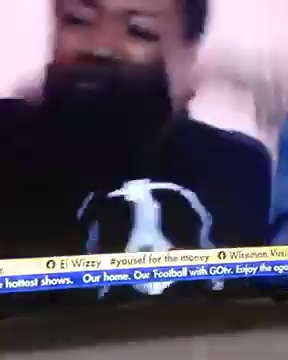 El Wizzy #yousef for the money Wiseman Vusi
hottest shows. Our home. Our Football with GOtv. Enjoy the